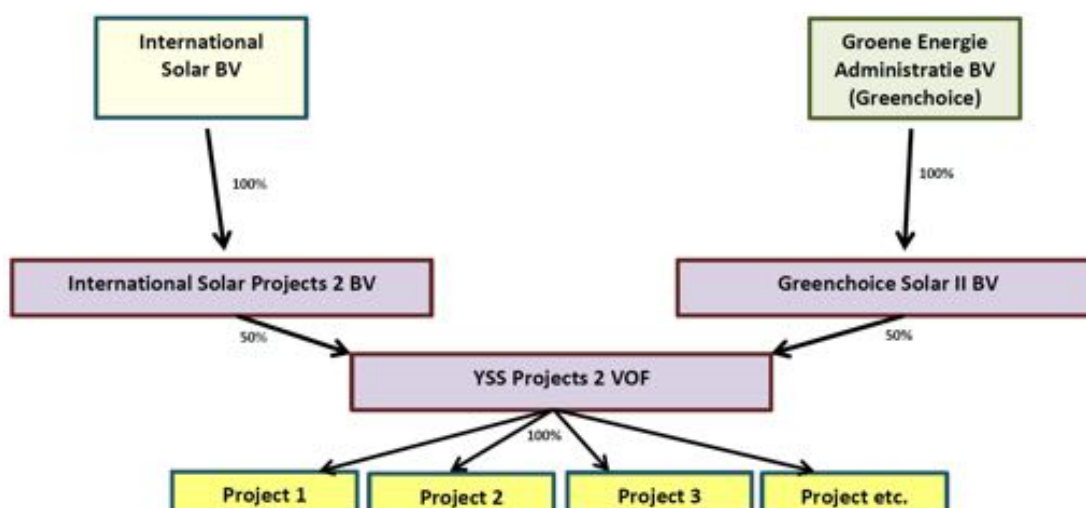 International
Solar BV
Groene Energie
Administratie BV
(Greenchoice)
100%
100%
International Solar Projects 2 BV
Greenchoice Solar II BV
50%
50%
YSS Projects 2 VOF
100%
Project 1
Project 2
Project 3
Project etc.